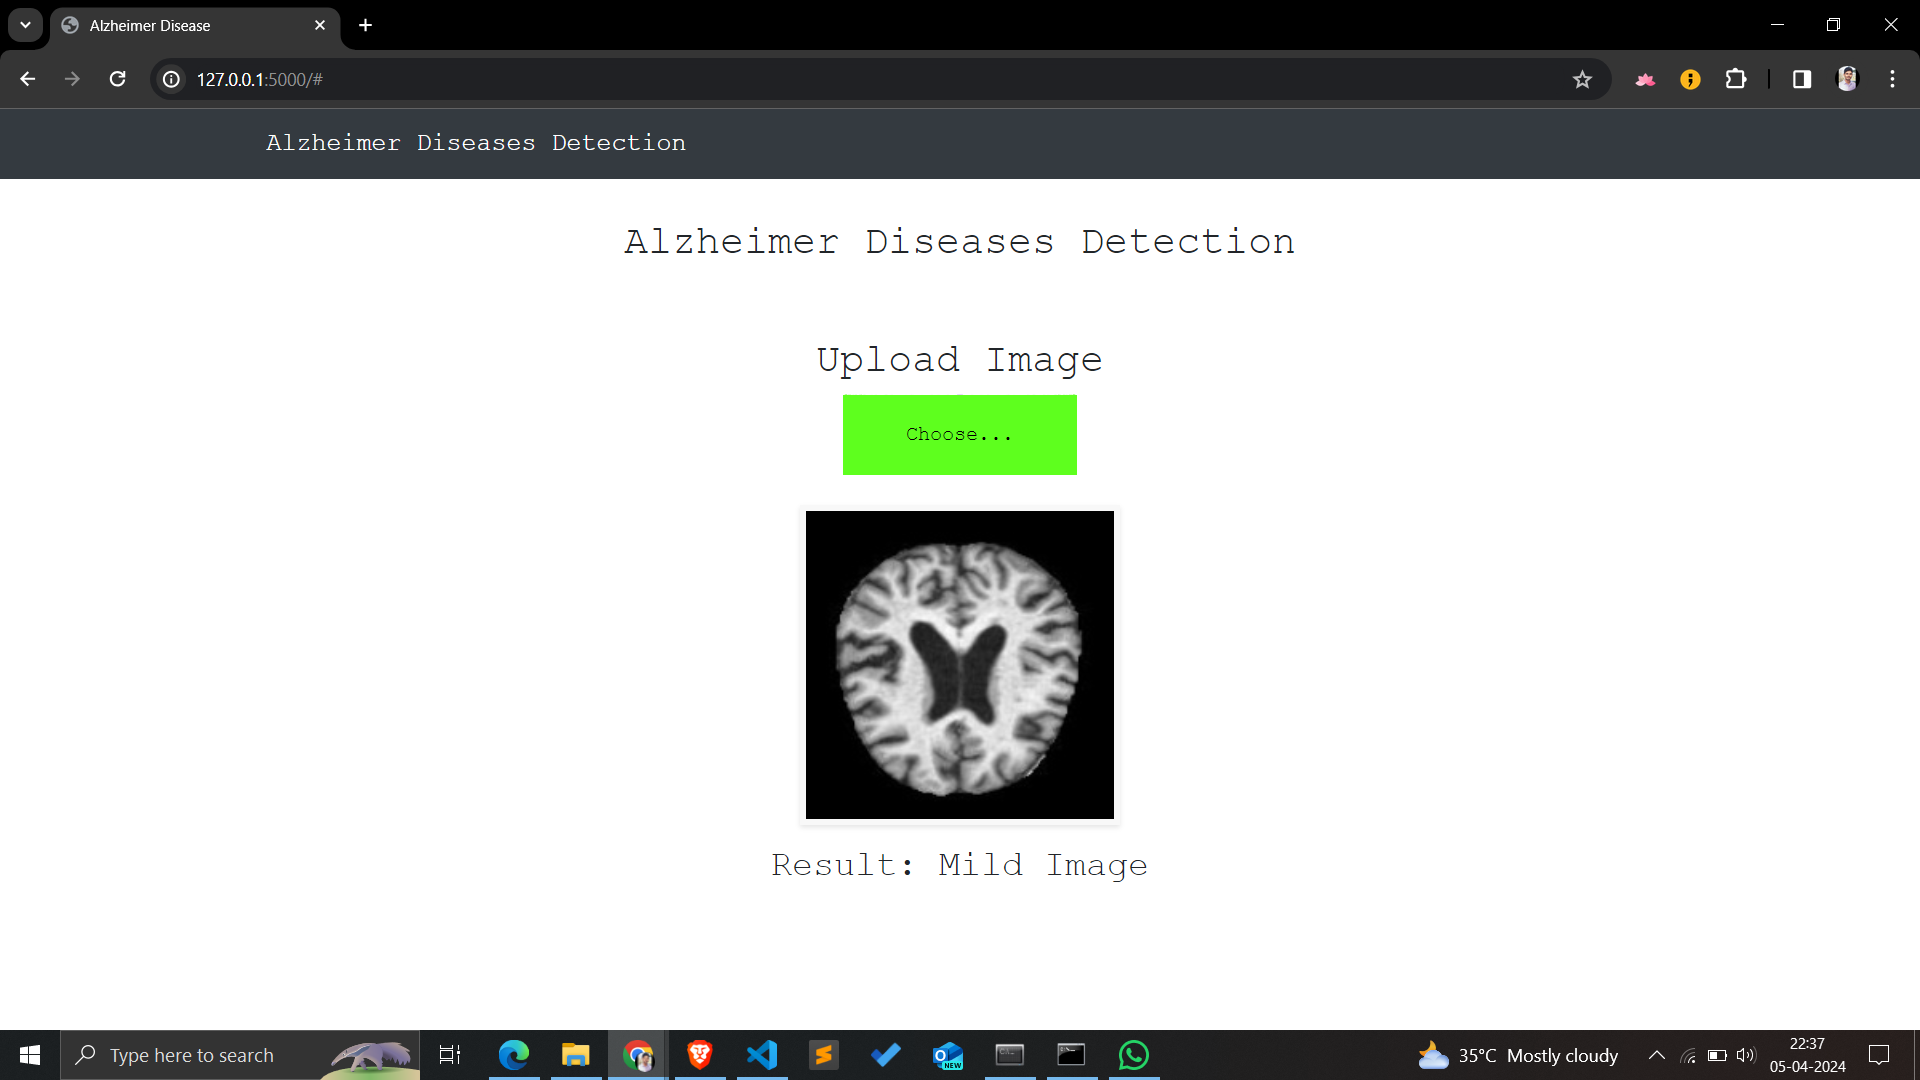 Alzheimer Disease
127.0.0.1:5000/#
Alzheimer Diseases Detection
Alzheimer Diseases Detection
Upload Image
Choose...
Result: Mild Image
Type here to search
NEW
35°C Mostly cloudy
22:37
05-04-2024